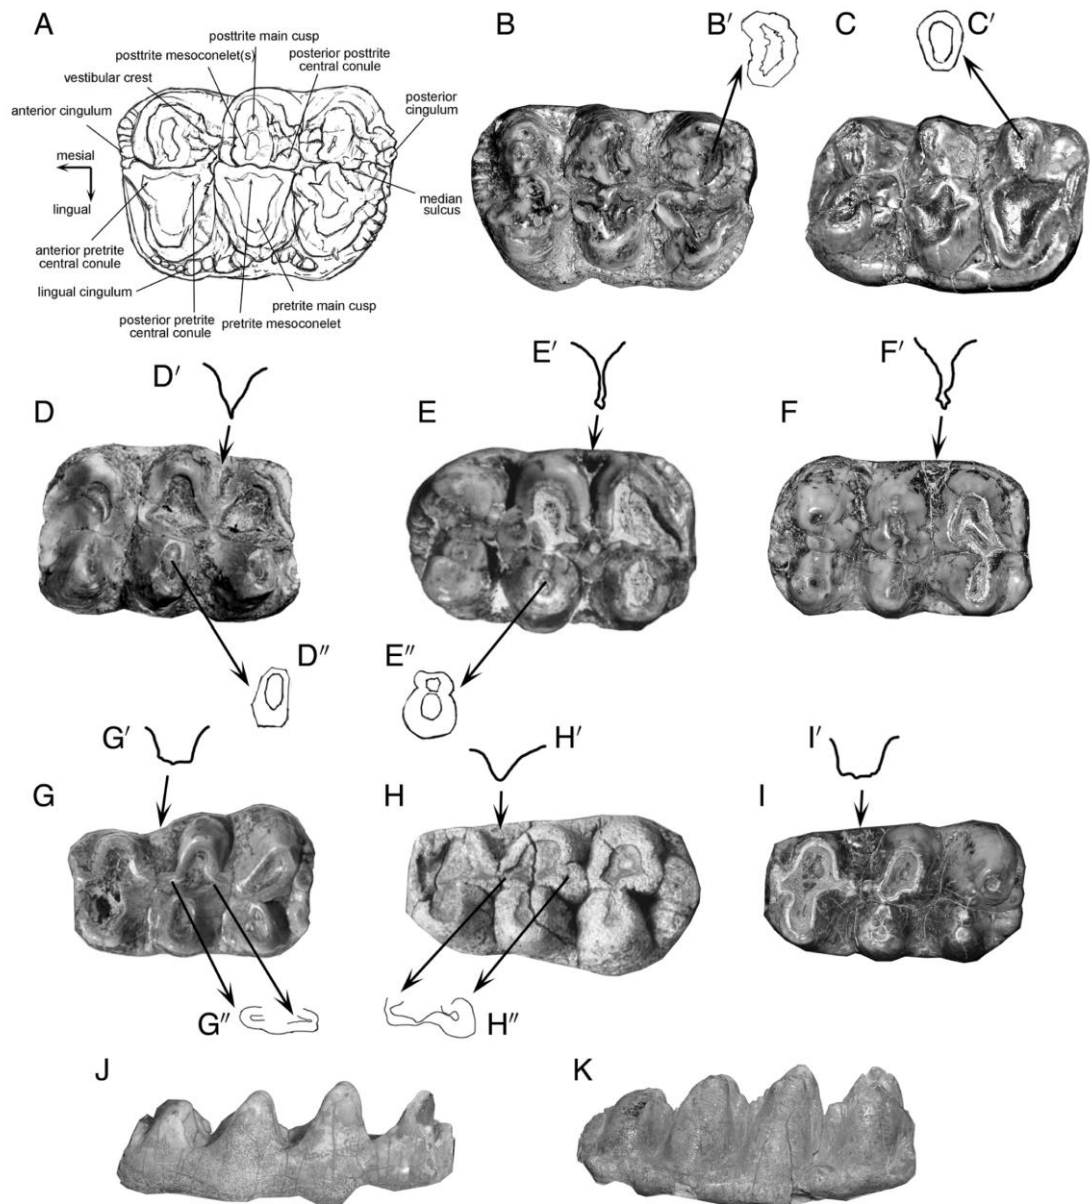 A
posttrite main cusp
posttrite mesoconelet(s)
posterior posttrite
central conule
vestibular crest
anterior cingulum
posterior
cingulum
mesial
lingual
median
sulcus
anterior pretrite
central conule
lingual cingulum
pretrite main cusp
posterior pretrite
central conule
pretrite mesoconelet
B
B′
C
C′
D′
D
D″
E′
E
E″
F′
F
G′
G
G″
H′
H
H″
I′
I
J
K